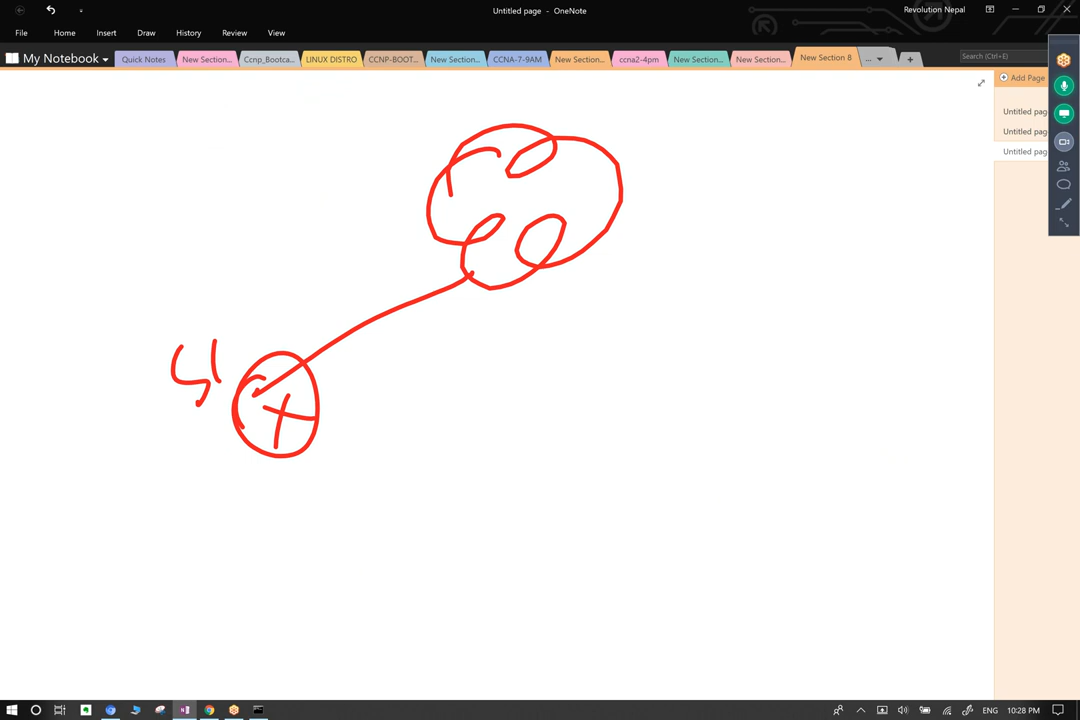 Untitled page - OneNote
Revolution Nepal
File Home Insert Draw History Review View
My Notebook
Quick Notes
New Section...
Ccnp_Bootca...
LINUX DISTRO
CCNP-BOOT...
New Section...
CCNA-7-9AM
New Section...
ccna2-4pm
New Section...
New Section...
New Section 8
...
Search (Ctrl+E)
Add Page
Untitled pag
Untitled pag
Untitled pag
ENG
10:28 PM